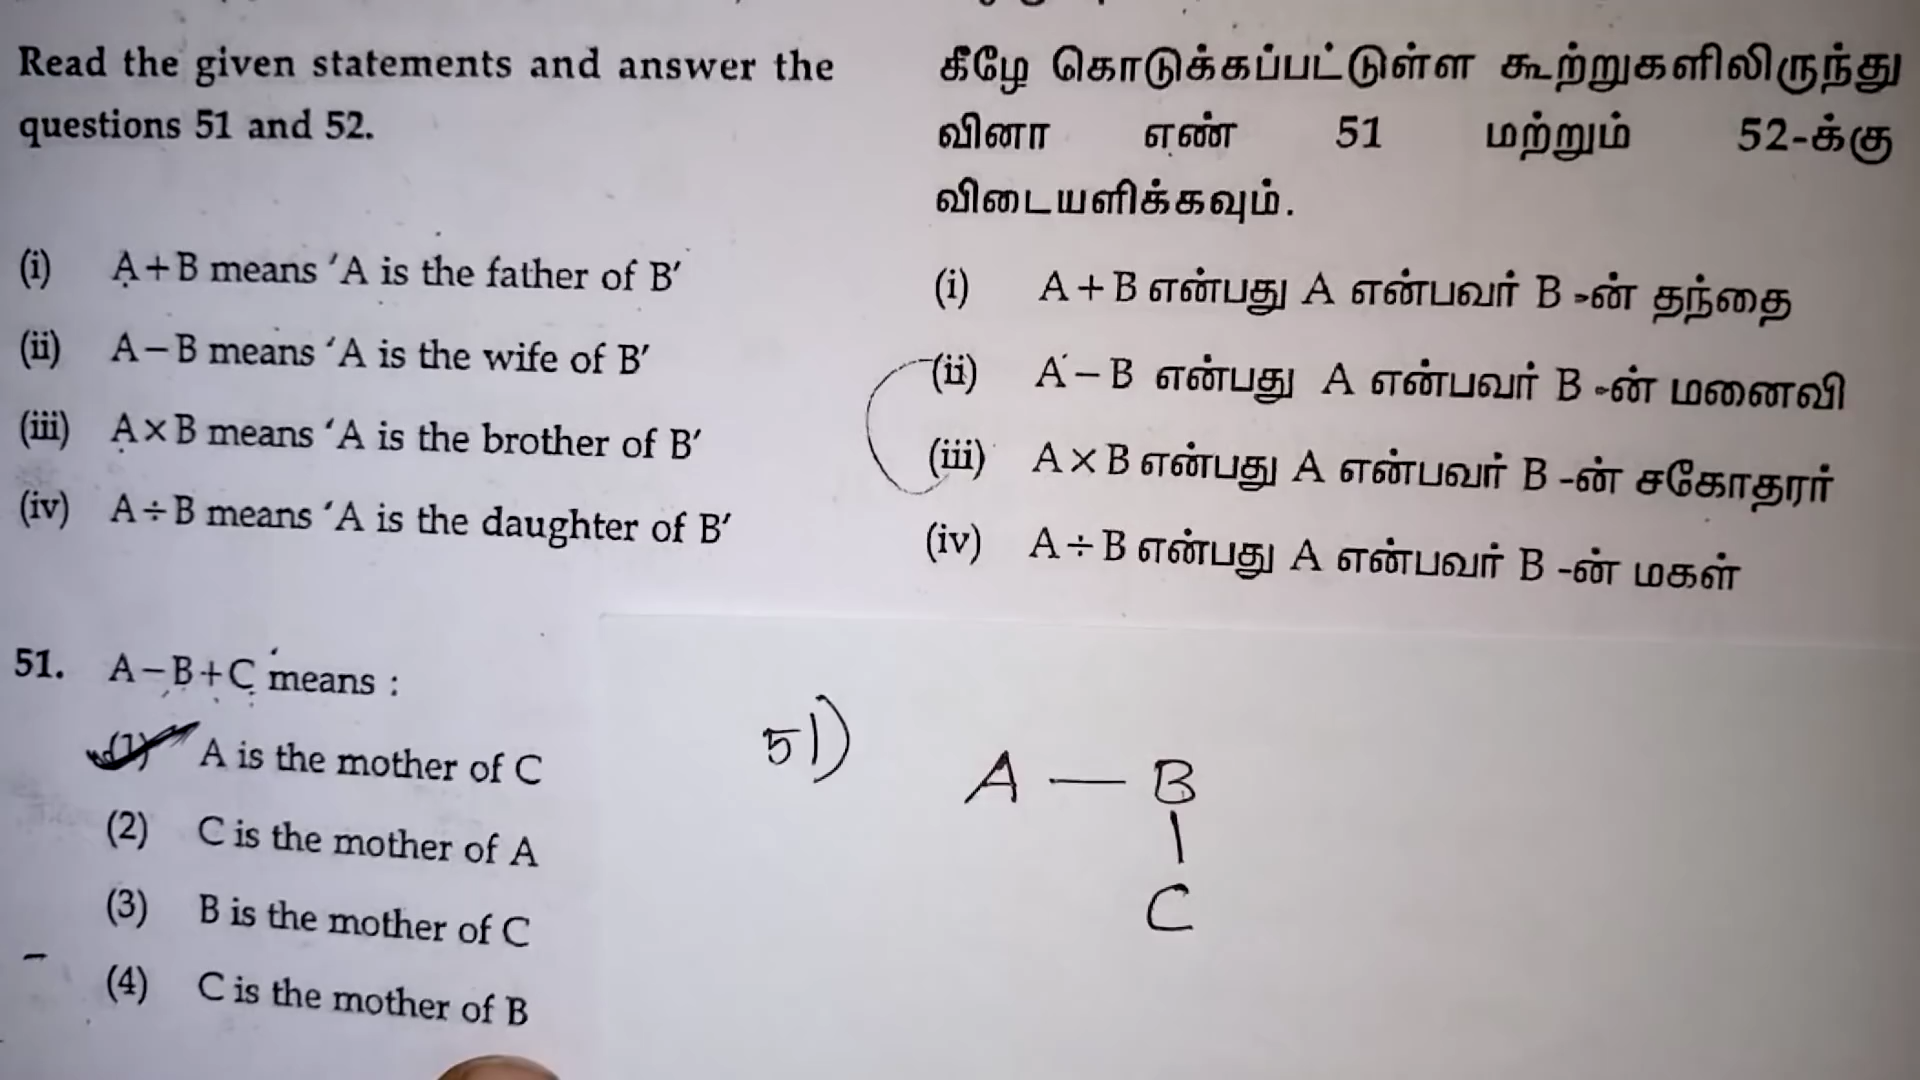 Read the given statements and answer the
questions 51 and 52.
(i) A+B means 'A is the father of B'
(ii) A−B means 'A is the wife of B'
(iii) A×B means 'A is the brother of B'
(iv) A÷B means 'A is the daughter of B'
51. A−B+C means :
(1) A is the mother of C
(2) C is the mother of A
(3) B is the mother of C
(4) C is the mother of B
கீழே கொடுக்கப்பட்டுள்ள கூற்றுகளிலிருந்து
வினா எண் 51 மற்றும் 52-க்கு
விடையளிக்கவும்.
(i) A+B என்பது A என்பவர் B -ன் தந்தை
(ii) A−B என்பது A என்பவர் B -ன் மனைவி
(iii) A×B என்பது A என்பவர் B -ன் சகோதரர்
(iv) A÷B என்பது A என்பவர் B -ன் மகள்
51)
A — B
C